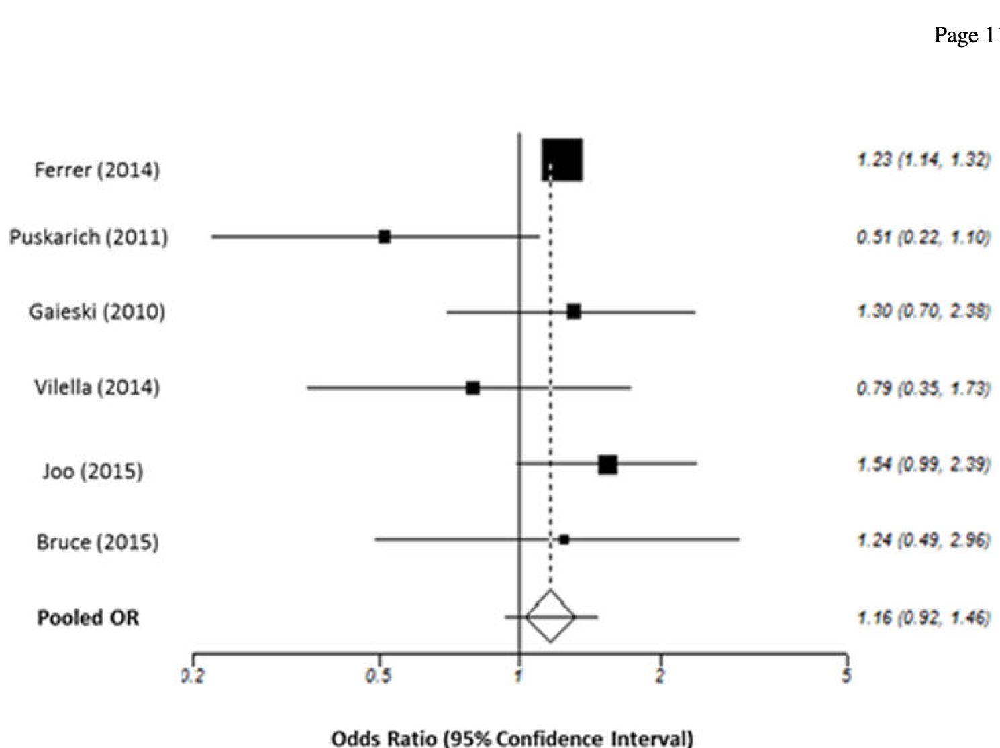 Page 11
Ferrer (2014) 1.23 (1.14, 1.32)
Puskarich (2011) 0.51 (0.22, 1.10)
Gaieski (2010) 1.30 (0.70, 2.38)
Vilella (2014) 0.79 (0.35, 1.73)
Joo (2015) 1.54 (0.99, 2.39)
Bruce (2015) 1.24 (0.49, 2.96)
Pooled OR 1.16 (0.92, 1.46)
0.2 0.5 1 2 5
Odds Ratio (95% Confidence Interval)